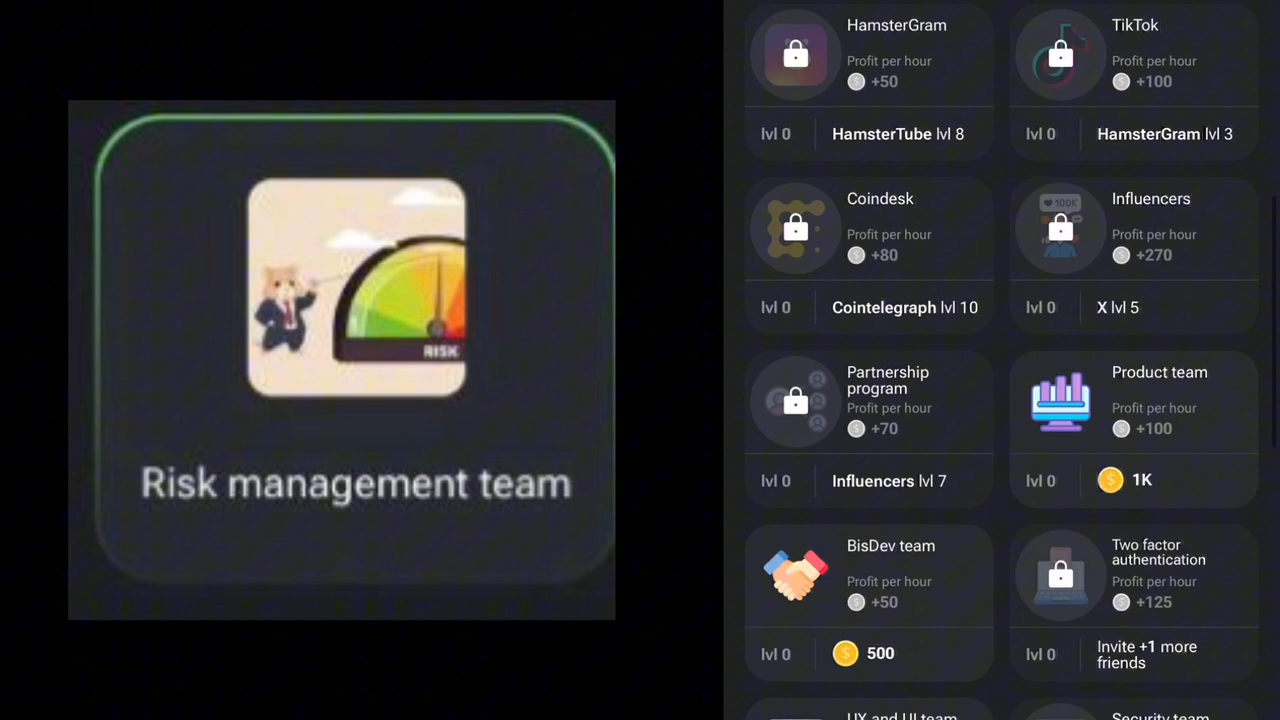 RISK
Risk management team
HamsterGram
Profit per hour
+50
lvl 0
HamsterTube lvl 8
TikTok
Profit per hour
+100
lvl 0
HamsterGram lvl 3
Coindesk
Profit per hour
+80
lvl 0
Cointelegraph lvl 10
100K
Influencers
Profit per hour
+270
lvl 0
X lvl 5
Partnership
program
Profit per hour
+70
lvl 0
Influencers lvl 7
Product team
Profit per hour
+100
lvl 0
1K
BisDev team
Profit per hour
+50
lvl 0
500
Two factor
authentication
Profit per hour
+125
lvl 0
Invite +1 more
friends
UX and UI team
Security team